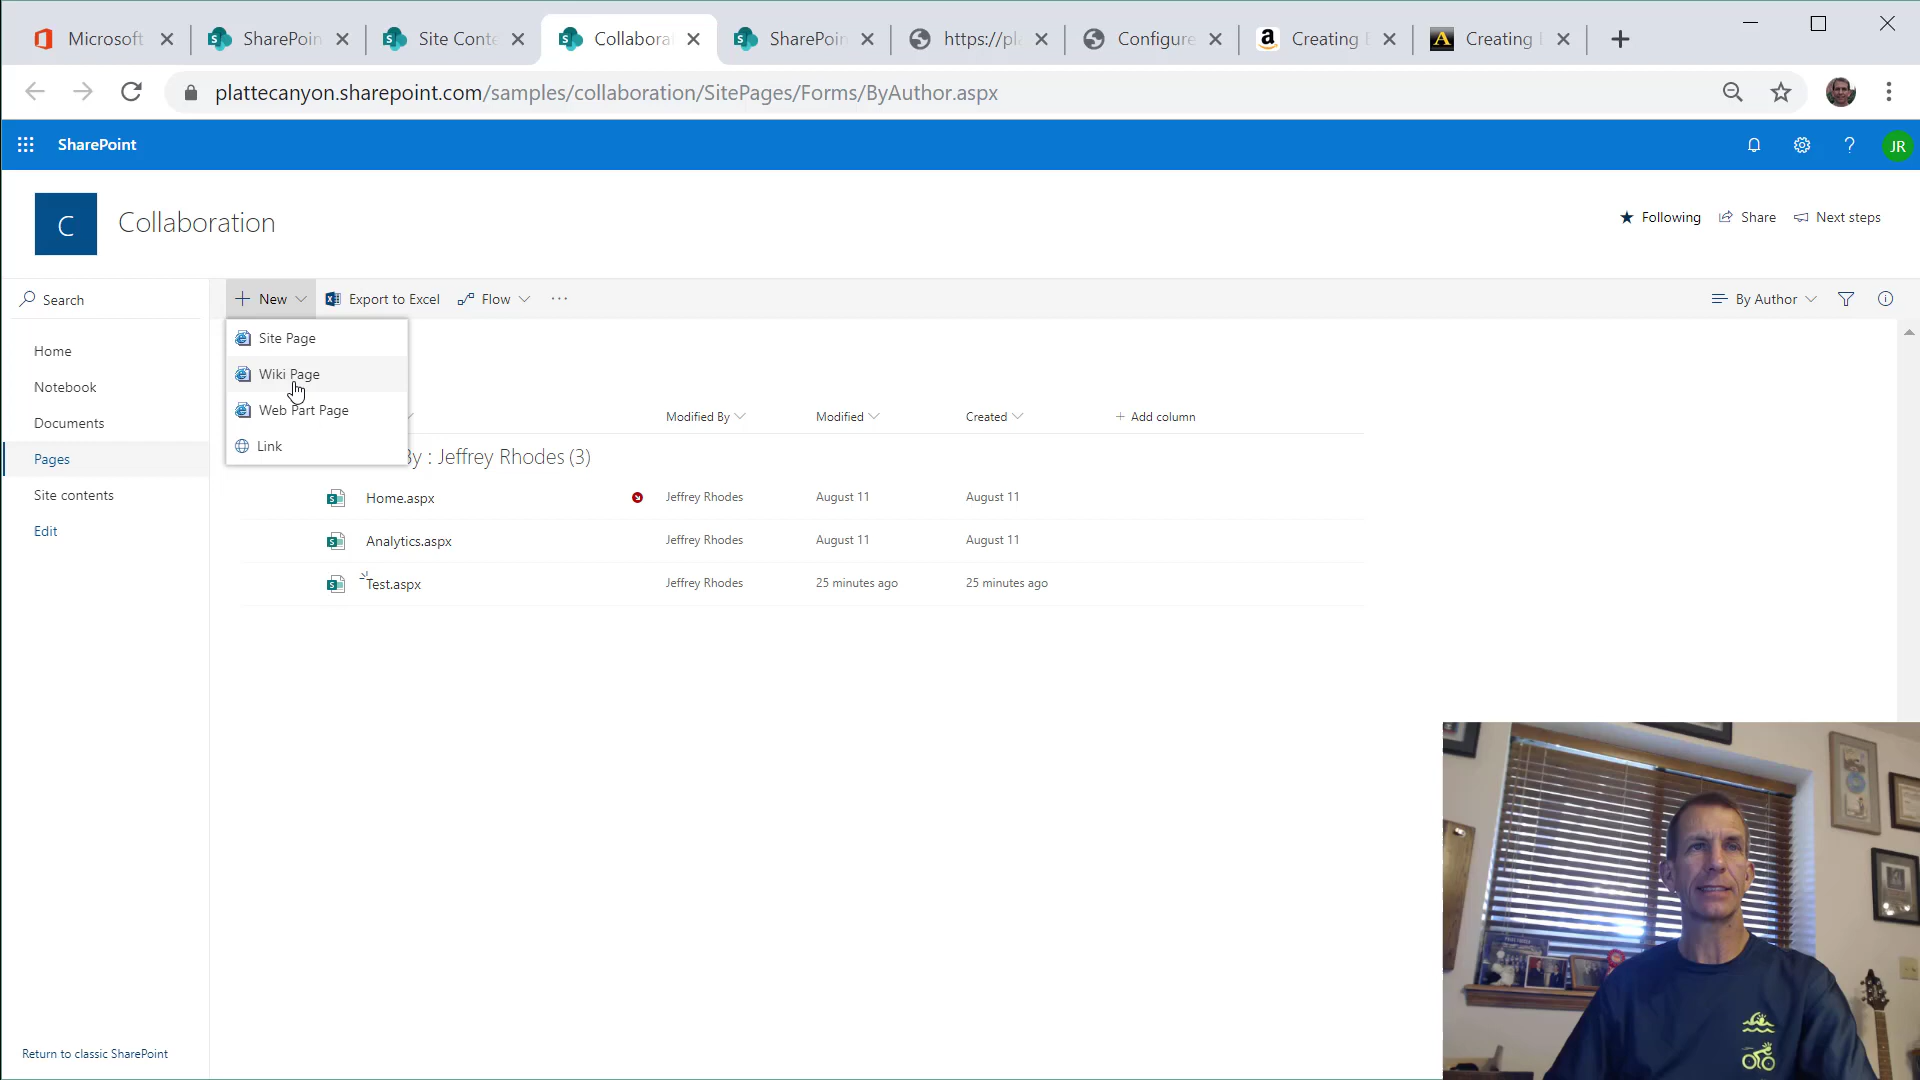 Microsoft
SharePoin
Site Conte
Collabora
SharePoin
https://pla
Configure
Creating
Creating
plattecanyon.sharepoint.com/samples/collaboration/SitePages/Forms/ByAuthor.aspx
SharePoint
JR
C
Collaboration
Following
Share
Next steps
Search
New
Export to Excel
Flow
By Author
Site Page
Wiki Page
Web Part Page
Link
Home
Notebook
Documents
Pages
Site contents
Edit
Modified By
Modified
Created
Add column
By : Jeffrey Rhodes (3)
Home.aspx
Jeffrey Rhodes
August 11
August 11
Analytics.aspx
Jeffrey Rhodes
August 11
August 11
Test.aspx
Jeffrey Rhodes
25 minutes ago
25 minutes ago
Return to classic SharePoint